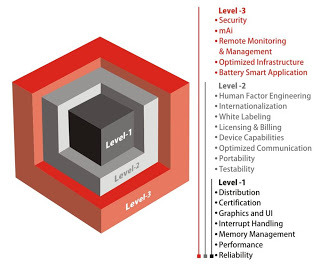 Level-1
Level-2
Level-3
Level -3
• Security
• mAi
• Remote Monitoring
& Management
• Optimized Infrastructure
• Battery Smart Application
Level -2
• Human Factor Engineering
• Internationalization
• White Labeling
• Licensing & Billing
• Device Capabilities
• Optimized Communication
• Portability
• Testability
Level -1
• Distribution
• Certification
• Graphics and UI
• Interrupt Handling
• Memory Management
• Performance
• Reliability